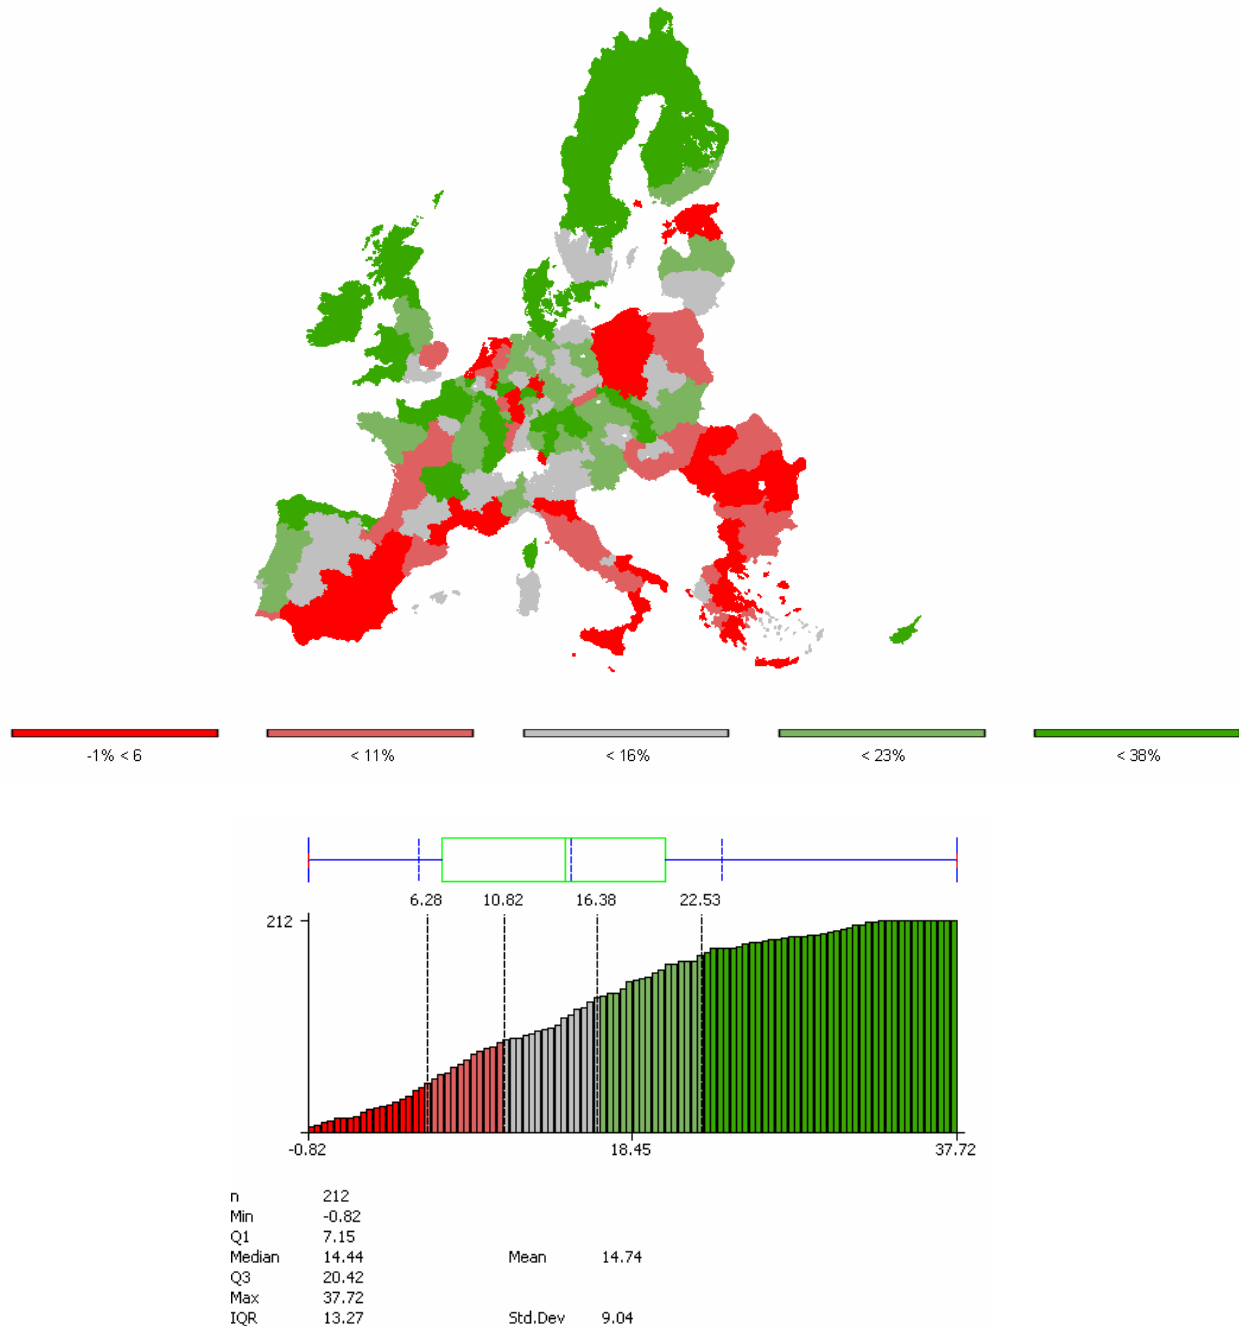 -1% < 6 < 11% < 16% < 23% < 38%
6.28 10.82 16.38 22.53
212
-0.82 18.45 37.72
n 212
Min -0.82
Q1 7.15
Median 14.44 Mean 14.74
Q3 20.42
Max 37.72
IQR 13.27 Std.Dev 9.04